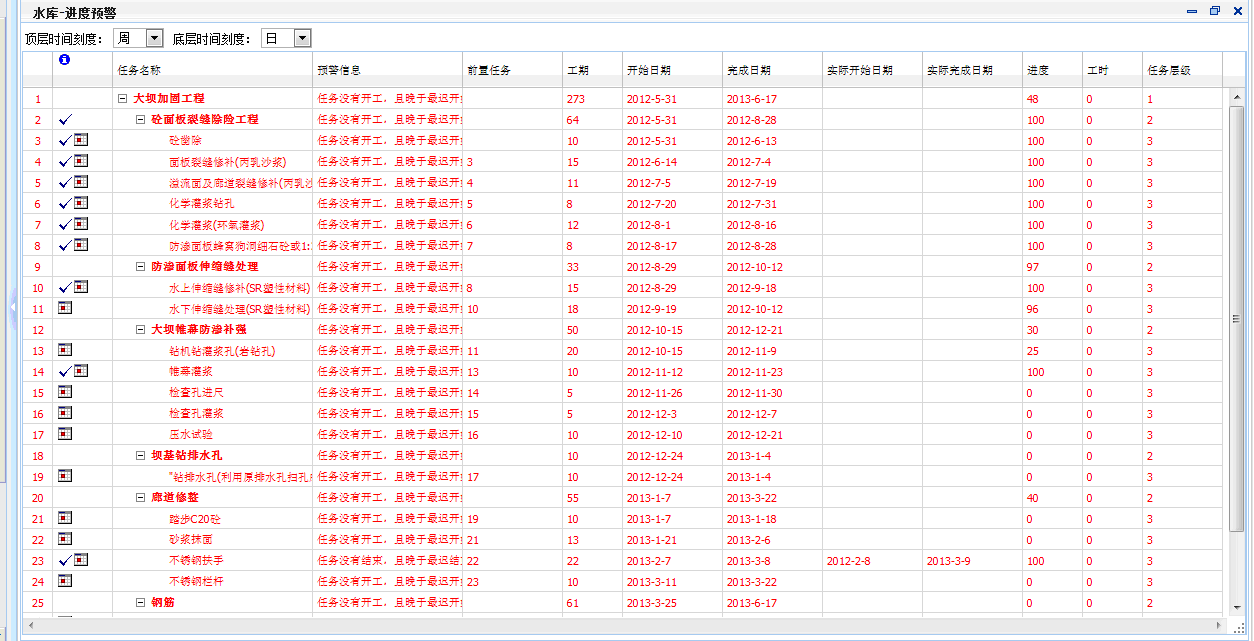 水库-进度预警
顶层时间刻度： 周 底层时间刻度： 日
任务名称 预警信息 前置任务 工期 开始日期 完成日期 实际开始日期 实际完成日期 进度 工时 任务层级
1 大坝加固工程 任务没有开工，且晚于最迟开 273 2012-5-31 2013-6-17 48 0 1
2 砼面板裂缝除险工程 任务没有开工，且晚于最迟开 64 2012-5-31 2012-8-28 100 0 2
3 砼凿除 任务没有开工，且晚于最迟开 10 2012-5-31 2012-6-13 100 0 3
4 面板裂缝修补(丙乳沙浆) 任务没有开工，且晚于最迟开 3 15 2012-6-14 2012-7-4 100 0 3
5 溢流面及廊道裂缝修补(丙乳沙 任务没有开工，且晚于最迟开 4 11 2012-7-5 2012-7-19 100 0 3
6 化学灌浆钻孔 任务没有开工，且晚于最迟开 5 8 2012-7-20 2012-7-31 100 0 3
7 化学灌浆(环氧灌浆) 任务没有开工，且晚于最迟开 6 12 2012-8-1 2012-8-16 100 0 3
8 防渗面板蜂窝狗洞细石砼或1: 任务没有开工，且晚于最迟开 7 8 2012-8-17 2012-8-28 100 0 3
9 防渗面板伸缩缝处理 任务没有开工，且晚于最迟开 33 2012-8-29 2012-10-12 97 0 2
10 水上伸缩缝修补(SR塑性材料) 任务没有开工，且晚于最迟开 8 15 2012-8-29 2012-9-18 100 0 3
11 水下伸缩缝处理(SR塑性材料) 任务没有开工，且晚于最迟开 10 18 2012-9-19 2012-10-12 96 0 3
12 大坝帷幕防渗补强 任务没有开工，且晚于最迟开 50 2012-10-15 2012-12-21 30 0 2
13 钻机钻灌浆孔(岩钻孔) 任务没有开工，且晚于最迟开 11 20 2012-10-15 2012-11-9 25 0 3
14 帷幕灌浆 任务没有开工，且晚于最迟开 13 10 2012-11-12 2012-11-23 100 0 3
15 检查孔进尺 任务没有开工，且晚于最迟开 14 5 2012-11-26 2012-11-30 0 0 3
16 检查孔灌浆 任务没有开工，且晚于最迟开 15 5 2012-12-3 2012-12-7 0 0 3
17 压水试验 任务没有开工，且晚于最迟开 16 10 2012-12-10 2012-12-21 0 0 3
18 坝基钻排水孔 任务没有开工，且晚于最迟开 10 2012-12-24 2013-1-4 0 0 2
19 "钻排水孔(利用原排水孔扫孔 任务没有开工，且晚于最迟开 17 10 2012-12-24 2013-1-4 0 0 3
20 廊道修整 任务没有开工，且晚于最迟开 55 2013-1-7 2013-3-22 40 0 2
21 踏步C20砼 任务没有开工，且晚于最迟开 19 10 2013-1-7 2013-1-18 0 0 3
22 砂浆抹面 任务没有开工，且晚于最迟开 21 13 2013-1-21 2013-2-6 0 0 3
23 不锈钢扶手 任务没有结束，且晚于最迟结 22 22 2013-2-7 2013-3-8 2012-2-8 2013-3-9 100 0 3
24 不锈钢栏杆 任务没有开工，且晚于最迟开 23 10 2013-3-11 2013-3-22 0 0 3
25 钢筋 任务没有开工，且晚于最迟开 61 2013-3-25 2013-6-17 0 0 2